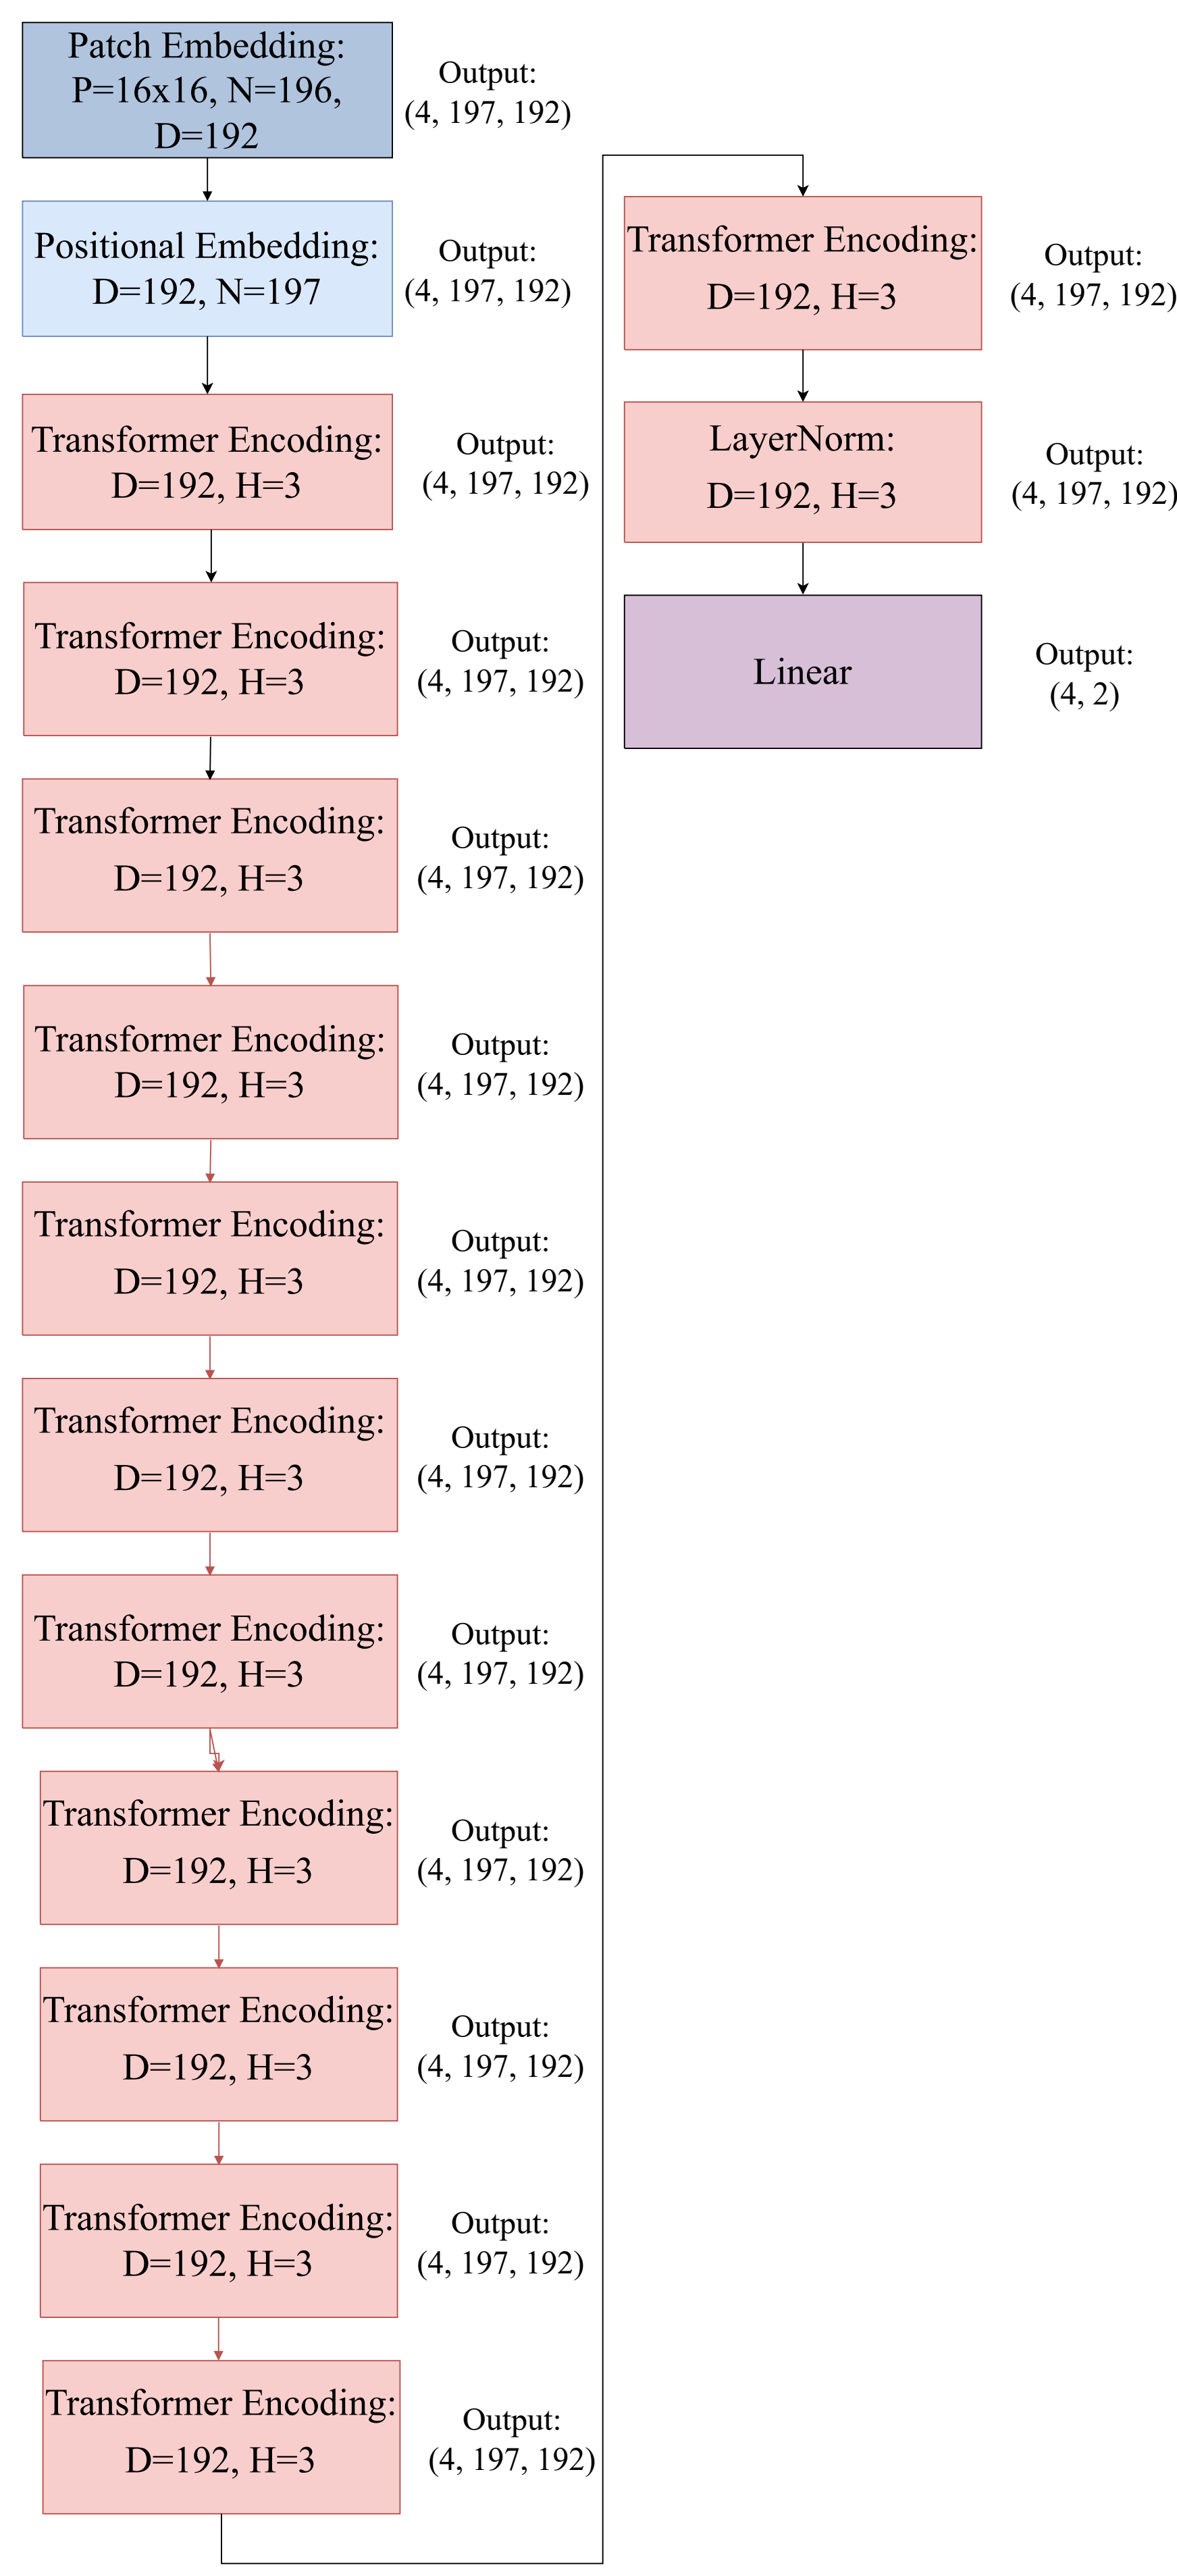 Patch Embedding:
P=16x16, N=196,
D=192
Output:
(4, 197, 192)
Positional Embedding:
D=192, N=197
Output:
(4, 197, 192)
Transformer Encoding:
D=192, H=3
Output:
(4, 197, 192)
Transformer Encoding:
D=192, H=3
Output:
(4, 197, 192)
Transformer Encoding:
D=192, H=3
Output:
(4, 197, 192)
Transformer Encoding:
D=192, H=3
Output:
(4, 197, 192)
Transformer Encoding:
D=192, H=3
Output:
(4, 197, 192)
Transformer Encoding:
D=192, H=3
Output:
(4, 197, 192)
Transformer Encoding:
D=192, H=3
Output:
(4, 197, 192)
Transformer Encoding:
D=192, H=3
Output:
(4, 197, 192)
Transformer Encoding:
D=192, H=3
Output:
(4, 197, 192)
Transformer Encoding:
D=192, H=3
Output:
(4, 197, 192)
Transformer Encoding:
D=192, H=3
Output:
(4, 197, 192)
Transformer Encoding:
D=192, H=3
Output:
(4, 197, 192)
LayerNorm:
D=192, H=3
Output:
(4, 197, 192)
Linear
Output:
(4, 2)